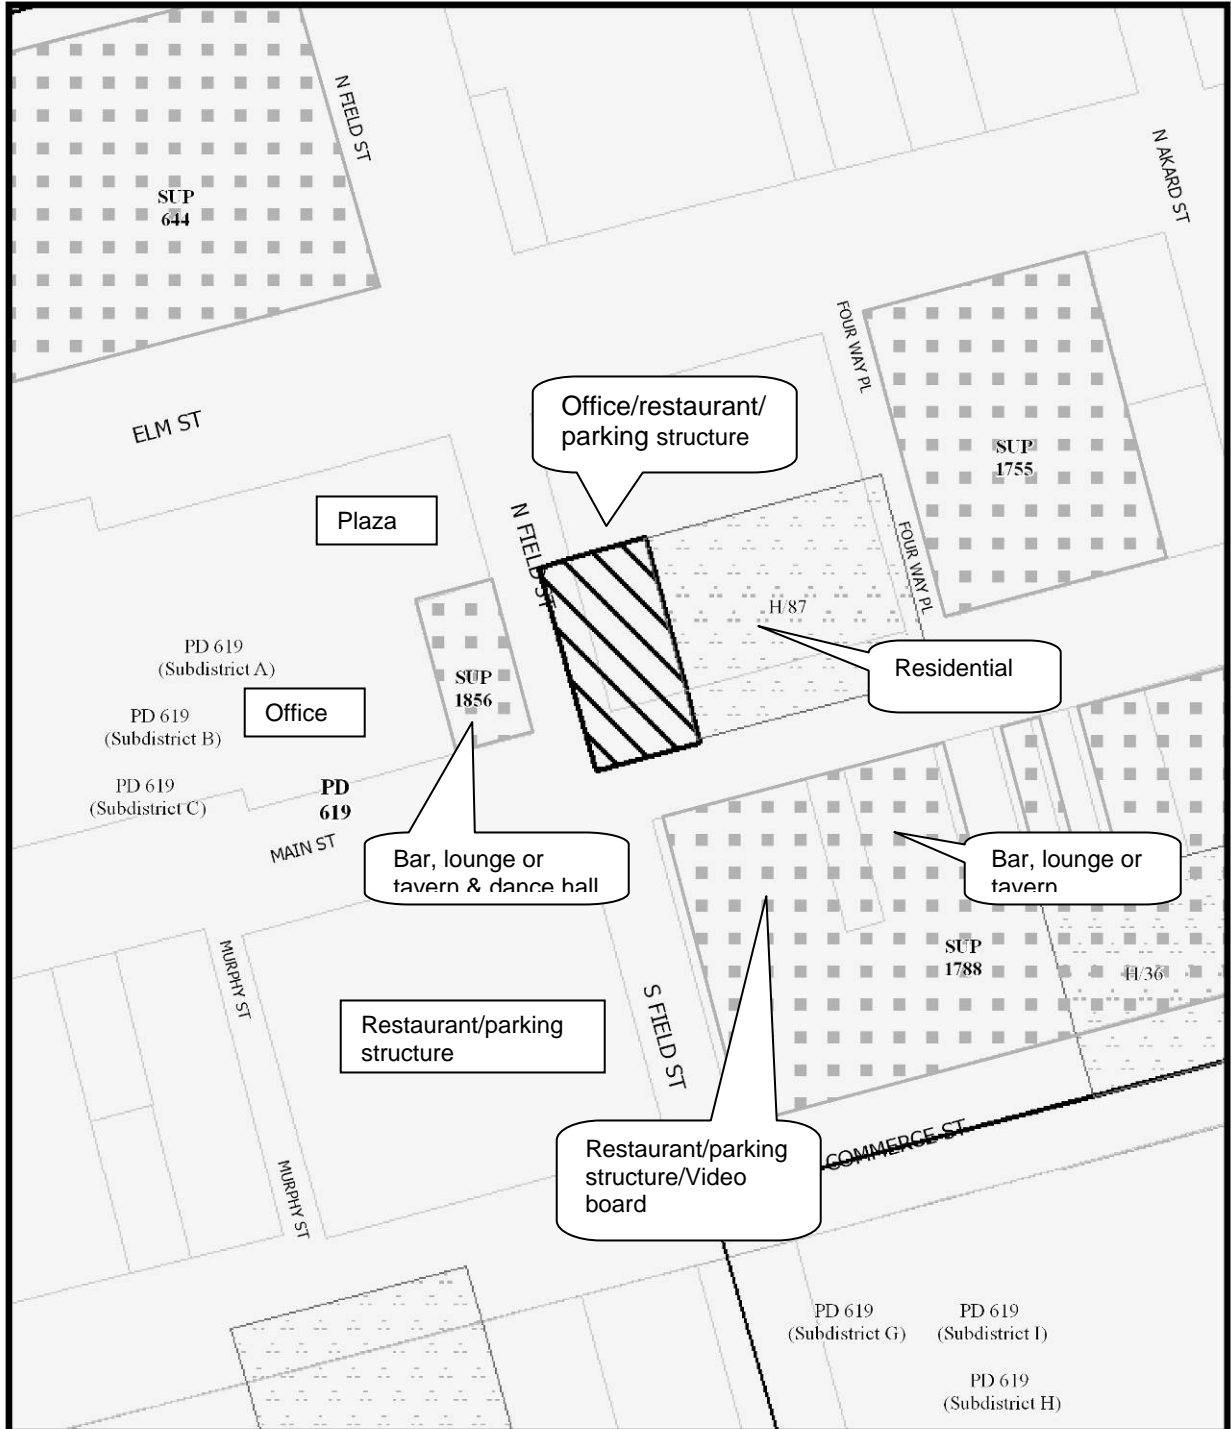 N FIELD ST
SUP
644
N AKARD ST
FOUR WAY PL
ELM ST
Office/restaurant/
parking structure
SUP
1755
Plaza
N FIELD ST
FOUR WAY PL
H/87
PD 619
(Subdistrict A)
SUP
1856
Residential
Office
PD 619
(Subdistrict B)
PD 619
(Subdistrict C)
PD
619
MAIN ST
Bar, lounge or
tavern & dance hall
Bar, lounge or
tavern
MURPHY ST
SUP
1788
H/36
S FIELD ST
Restaurant/parking
structure
Restaurant/parking
structure/Video
board
COMMERCE ST
MURPHY ST
PD 619
(Subdistrict G)
PD 619
(Subdistrict I)
PD 619
(Subdistrict H)